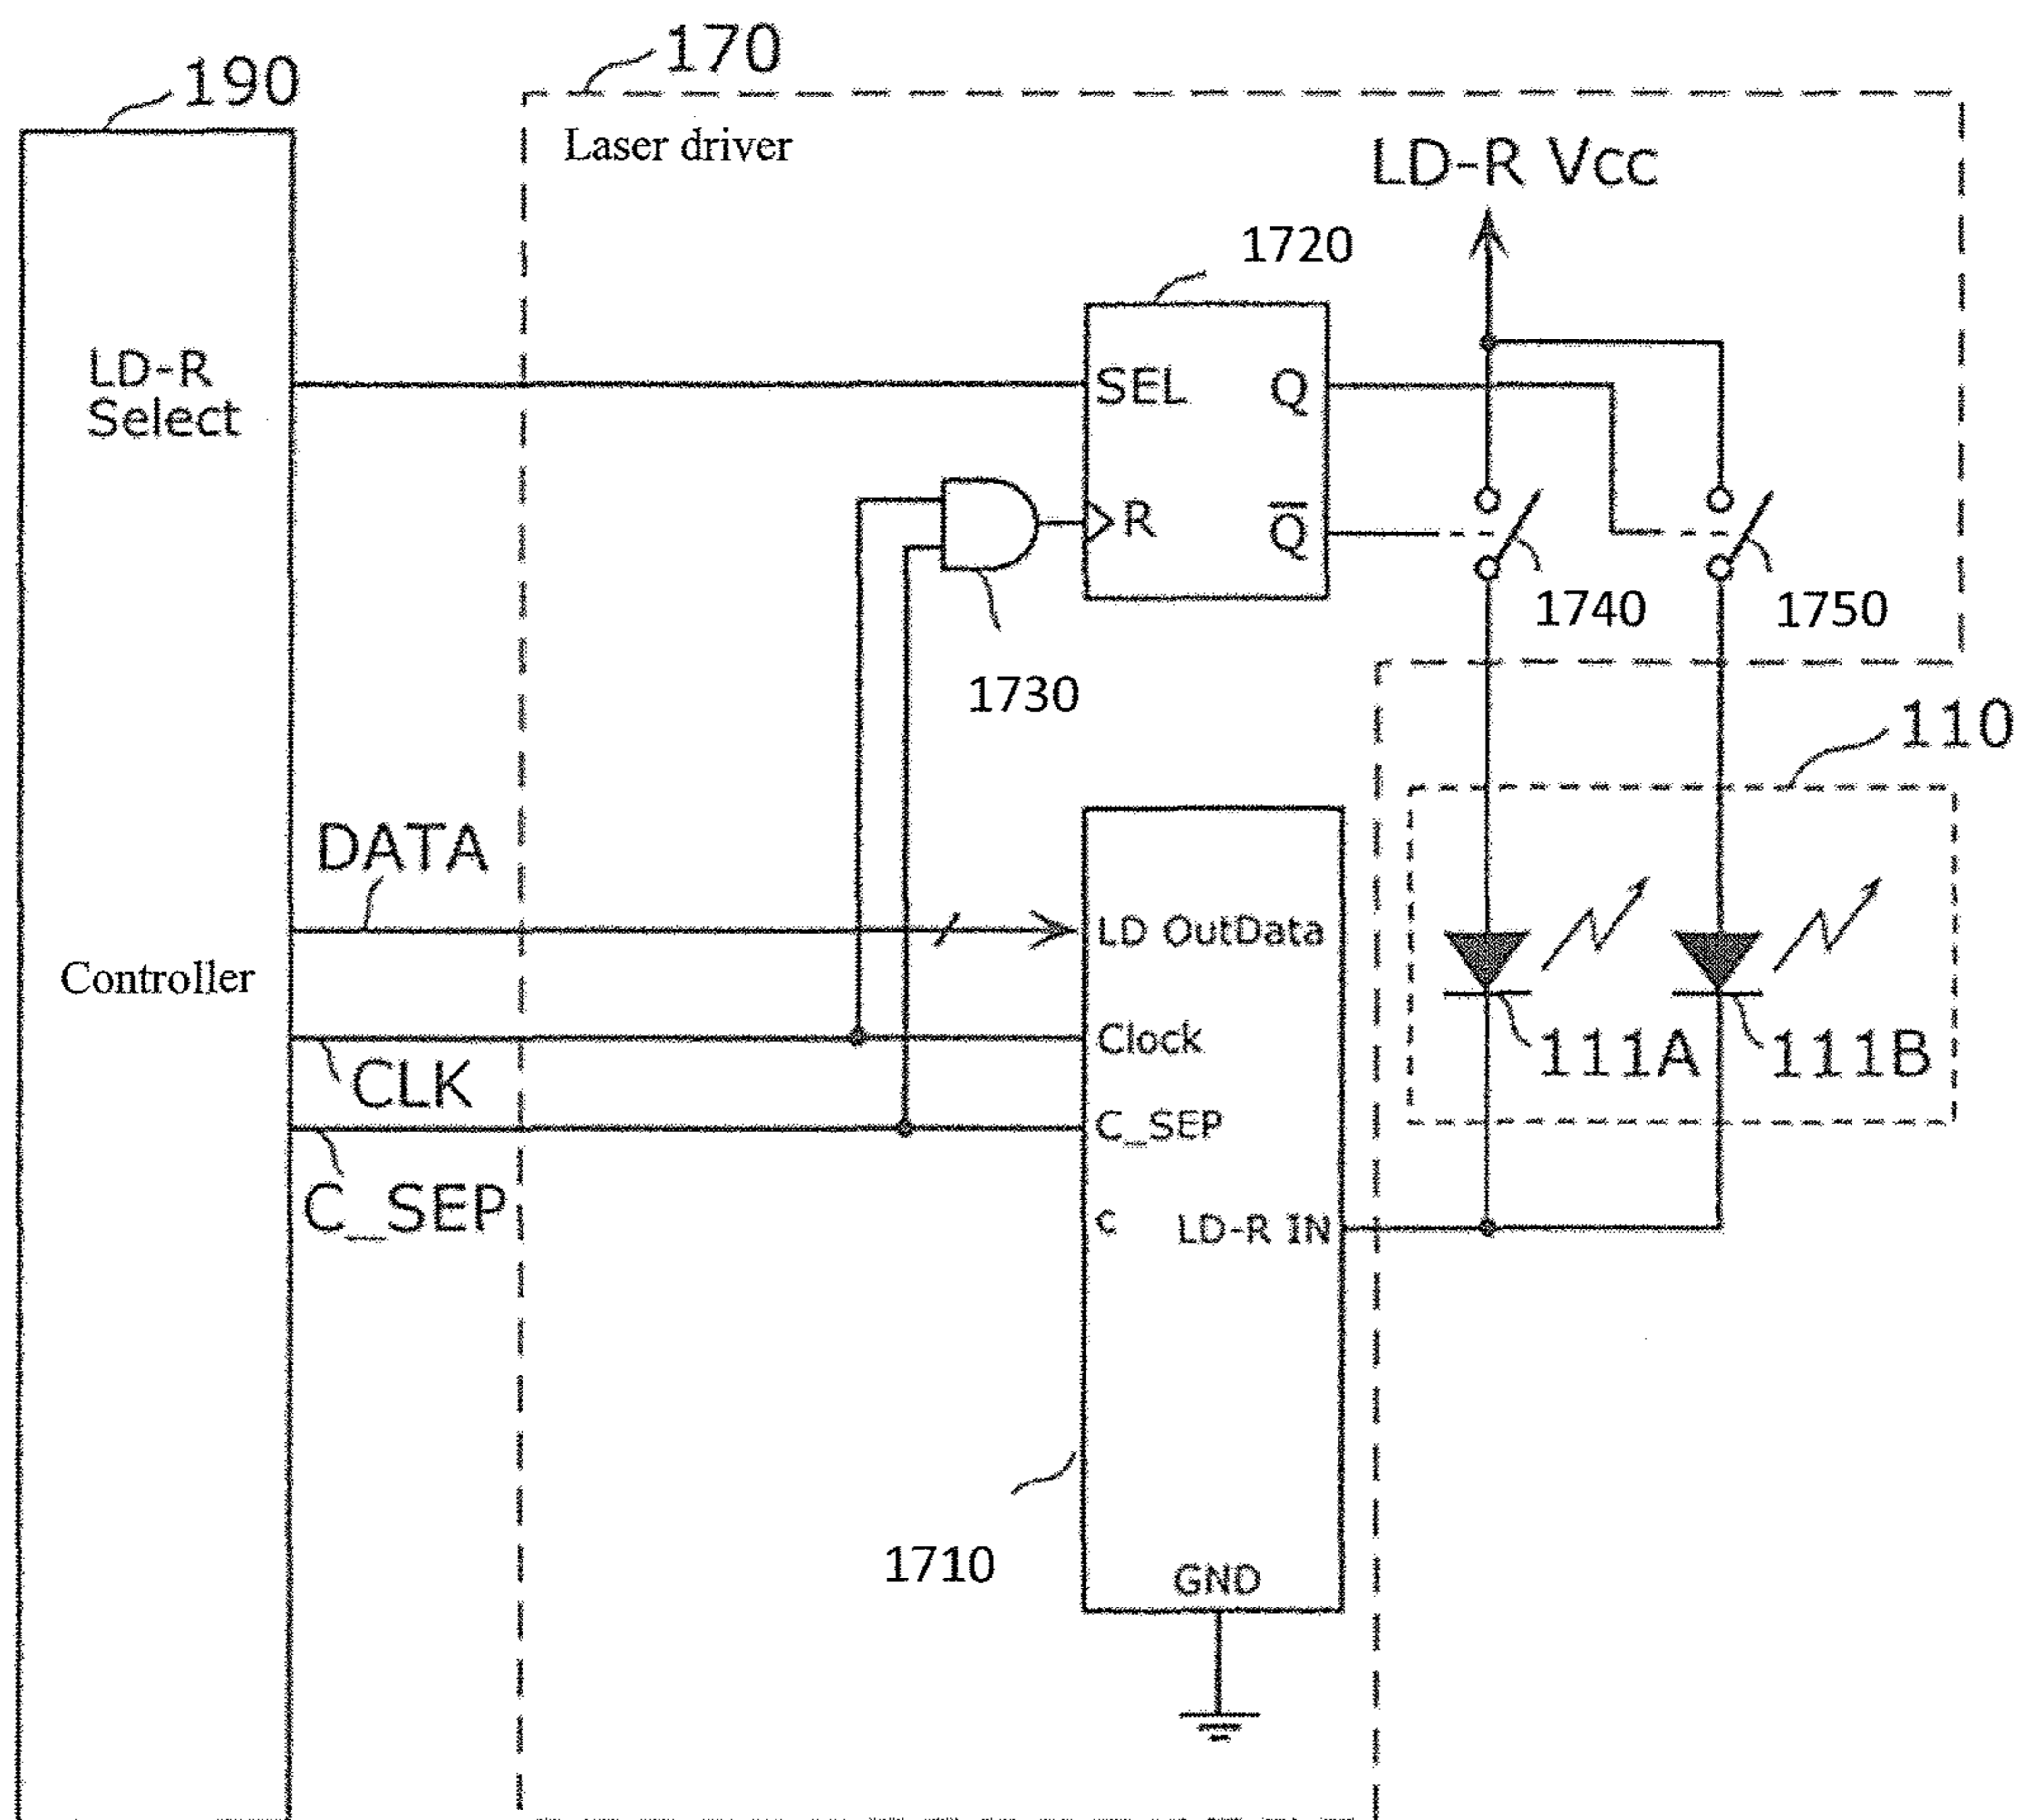 170
190
Laser driver
LD-R Vcc
1720
LD-R
Select
SEL
Q
R
Q̅
1740
1750
1730
110
DATA
LD OutData
Controller
Clock
111A
111B
CLK
C_SEP
C_SEP
C
LD-R IN
1710
GND